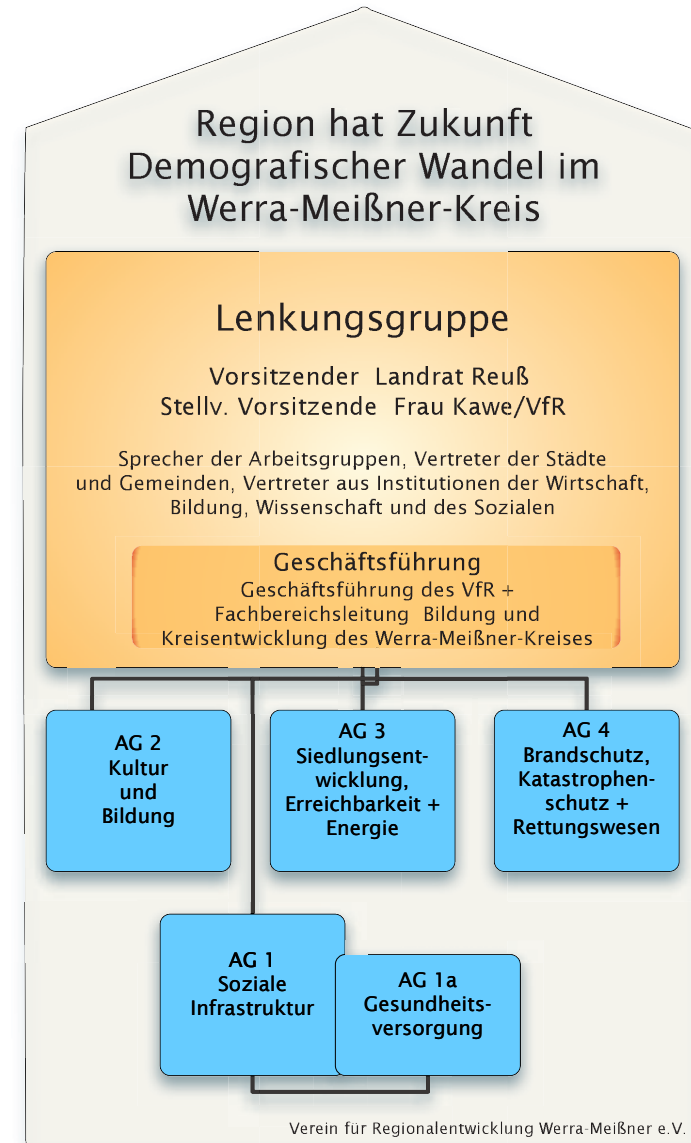 Region hat Zukunft
Demografischer Wandel im
Werra-Meißner-Kreis
Lenkungsgruppe
Vorsitzender Landrat Reuß
Stellv. Vorsitzende Frau Kawe/VfR
Sprecher der Arbeitsgruppen, Vertreter der Städte
und Gemeinden, Vertreter aus Institutionen der Wirtschaft,
Bildung, Wissenschaft und des Sozialen
Geschäftsführung
Geschäftsführung des VfR +
Fachbereichsleitung Bildung und
Kreisentwicklung des Werra-Meißner-Kreises
AG 2
Kultur
und
Bildung
AG 3
Siedlungsent-
wicklung,
Erreichbarkeit +
Energie
AG 4
Brandschutz,
Katastrophen-
schutz +
Rettungswesen
AG 1
Soziale
Infrastruktur
AG 1a
Gesundheits-
versorgung
Verein für Regionalentwicklung Werra-Meißner e.V.